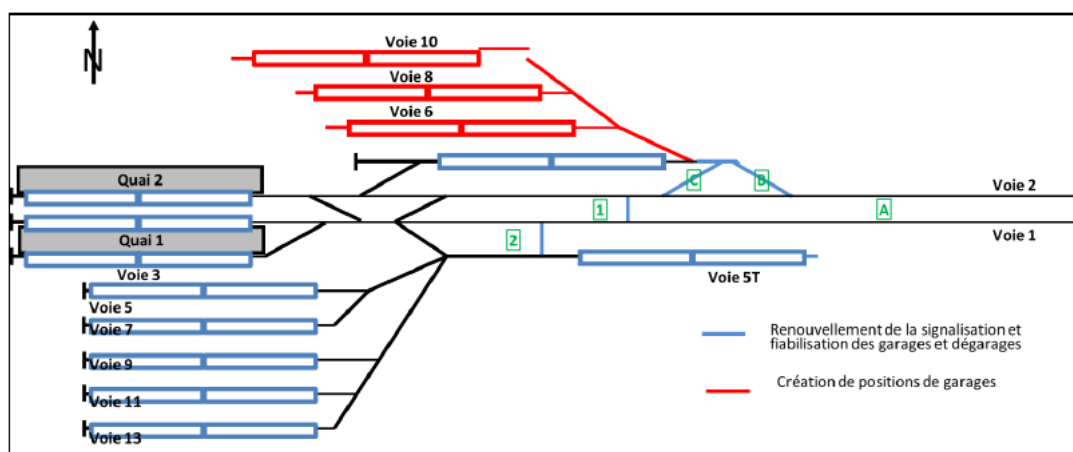 N
Voie 10
Voie 8
Voie 6
Quai 2
C
D
Voie 2
1
A
Quai 1
2
Voie 1
Voie 3
Voie 5T
Voie 5
Voie 7
Voie 9
Voie 11
Voie 13
Renouvellement de la signalisation et
fiabilisation des garages et dégarages
Création de positions de garages